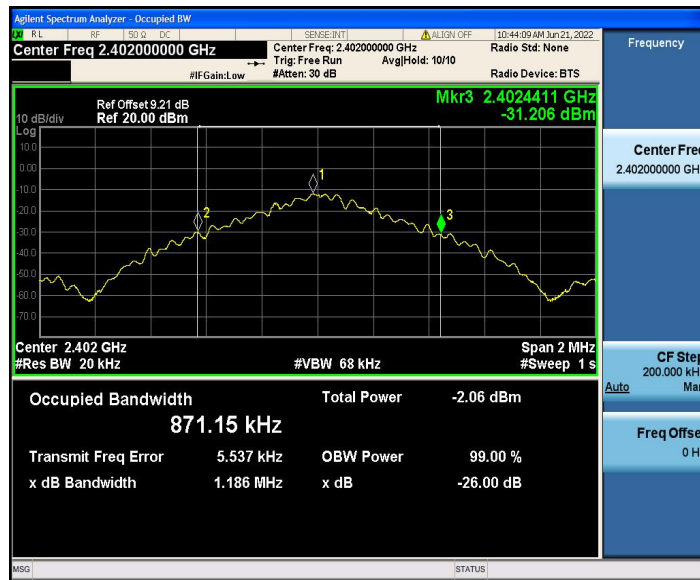 Agilent Spectrum Analyzer - Occupied BW
LXI RL RF 50 Ω DC SENSE:INT ALIGN OFF 10:44:09 AM Jun 21, 2022
Center Freq 2.402000000 GHz Center Freq: 2.402000000 GHz Radio Std: None
Trig: Free Run Avg|Hold: 10/10
#IFGain:Low #Atten: 30 dB Radio Device: BTS
Frequency
Ref Offset 9.21 dB Mkr3 2.4024411 GHz
10 dB/div Ref 20.00 dBm -31.206 dBm
Log
10.0
0.00
-10.0
-20.0
-30.0
-40.0
-50.0
-60.0
-70.0
1
2
3
Center Fre
2.402000000 GH
Center 2.402 GHz Span 2 MHz
#Res BW 20 kHz #VBW 68 kHz #Sweep 1 s
CF Step
200.000 kH
Auto Ma
Occupied Bandwidth Total Power -2.06 dBm
871.15 kHz
Transmit Freq Error 5.537 kHz OBW Power 99.00 %
x dB Bandwidth 1.186 MHz x dB -26.00 dB
Freq Offse
0 H
MSG STATUS